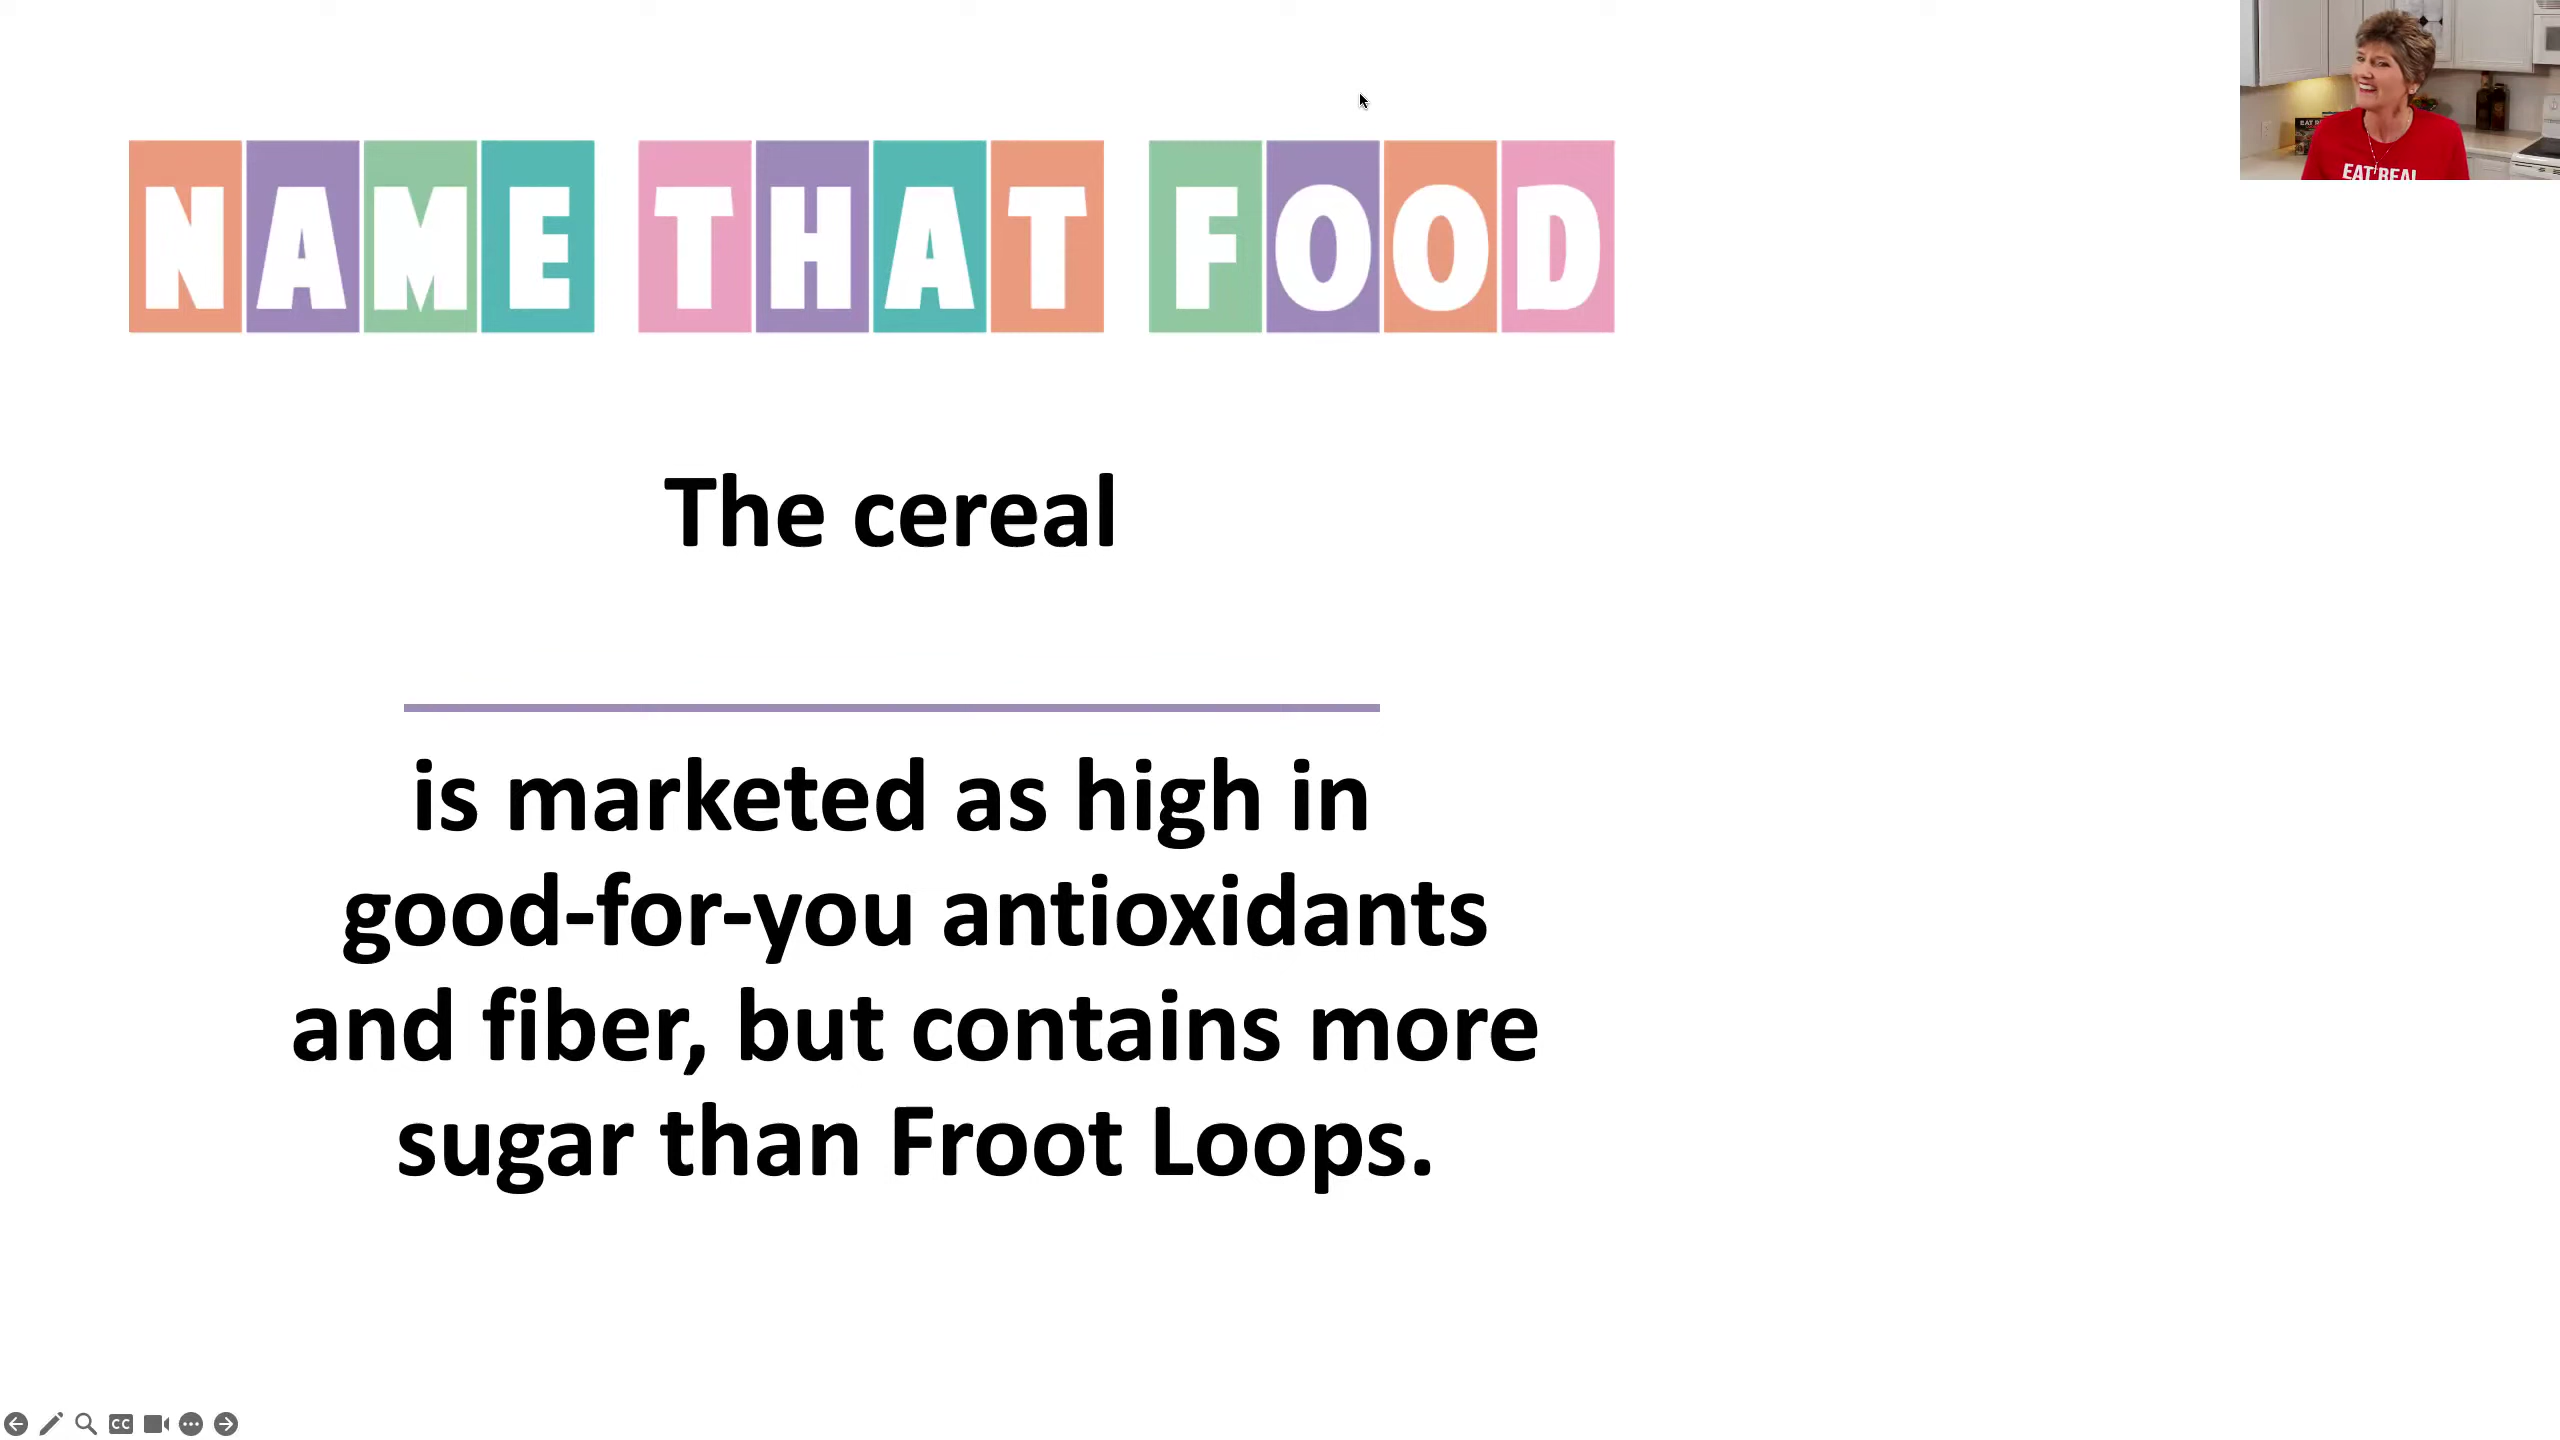 NAME THAT FOOD
EAT REAL
The cereal
is marketed as high in
good-for-you antioxidants
and fiber, but contains more
sugar than Froot Loops.
CC